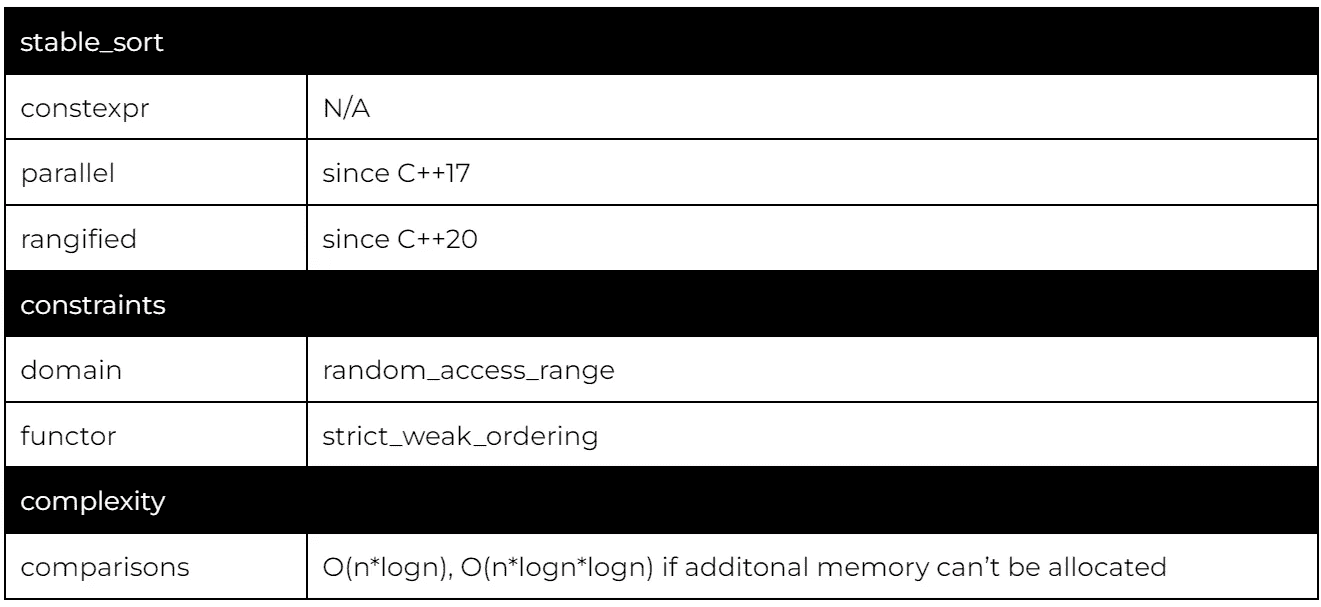 stable_sort
constexpr N/A
parallel since C++17
rangified since C++20
constraints
domain random_access_range
functor strict_weak_ordering
complexity
comparisons O(n*logn), O(n*logn*logn) if additonal memory can’t be allocated